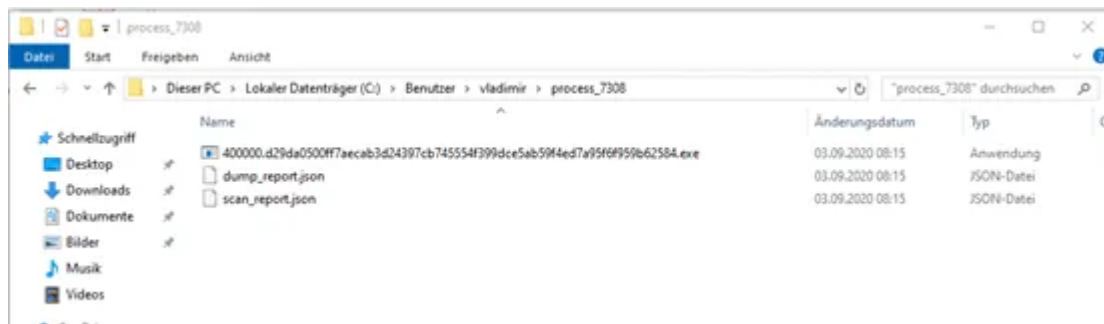 process_7308
Datei Start Freigeben Ansicht
Dieser PC > Lokaler Datenträger (C:) > Benutzer > vladimir > process_7308
"process_7308" durchsuchen
Name Änderungsdatum Typ
Schnellzugriff
400000.d29da0500ff7aecab3d24397cb745554f399dce5ab59f4ed7a95f6f959b62584.exe 03.09.2020 08:15 Anwendung
Desktop
dump_report.json 03.09.2020 08:15 JSON-Datei
Downloads
scan_report.json 03.09.2020 08:15 JSON-Datei
Dokumente
Bilder
Musik
Videos